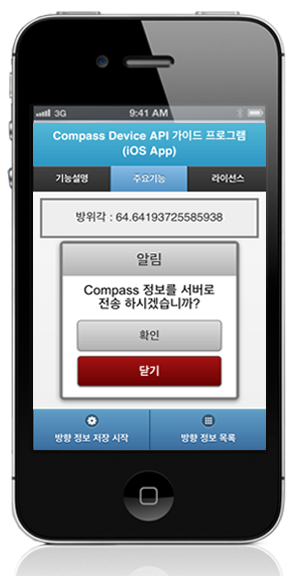 3G 9:41 AM
Compass Device API 가이드 프로그램
(iOS App)
기능설명 주요기능 라이선스
방위각 : 64.64193725585938
알림
Compass 정보를 서버로
전송 하시겠습니까?
확인
닫기
방향 정보 저장 시작 방향 정보 목록